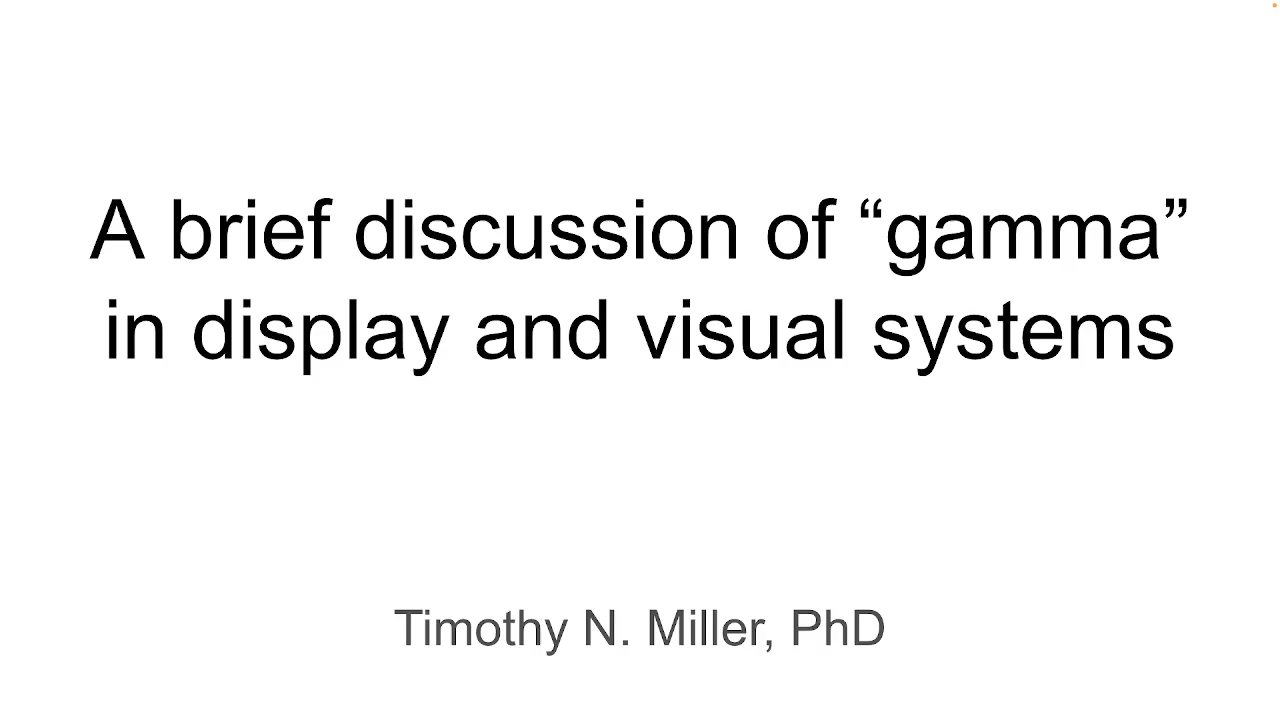 A brief discussion of “gamma”
in display and visual systems
Timothy N. Miller, PhD